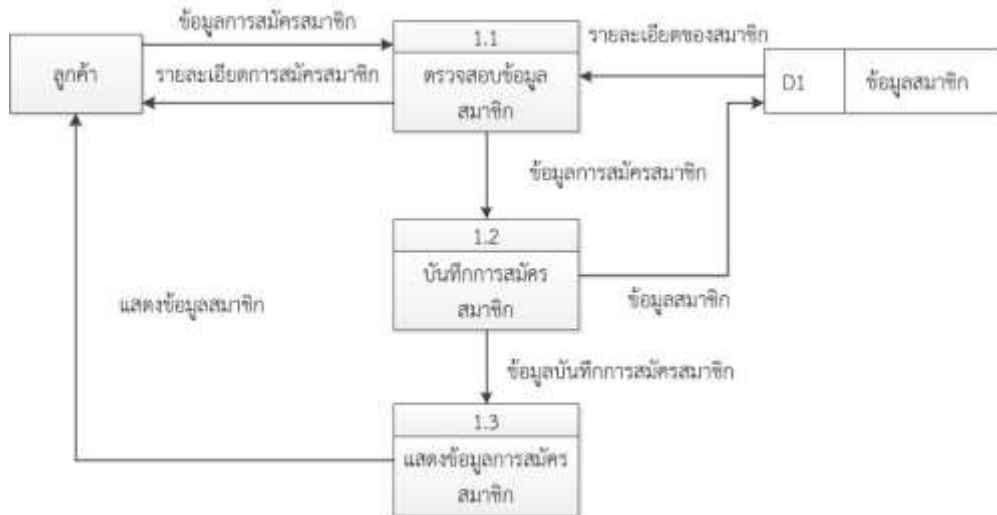 ข้อมูลการสมัครสมาชิก
ลูกค้า
รายละเอียดการสมัครสมาชิก
1.1
ตรวจสอบข้อมูล
สมาชิก
รายละเอียดของสมาชิก
D1
ข้อมูลสมาชิก
ข้อมูลการสมัครสมาชิก
1.2
บันทึกการสมัคร
สมาชิก
ข้อมูลสมาชิก
แสดงข้อมูลสมาชิก
ข้อมูลบันทึกการสมัครสมาชิก
1.3
แสดงข้อมูลการสมัคร
สมาชิก